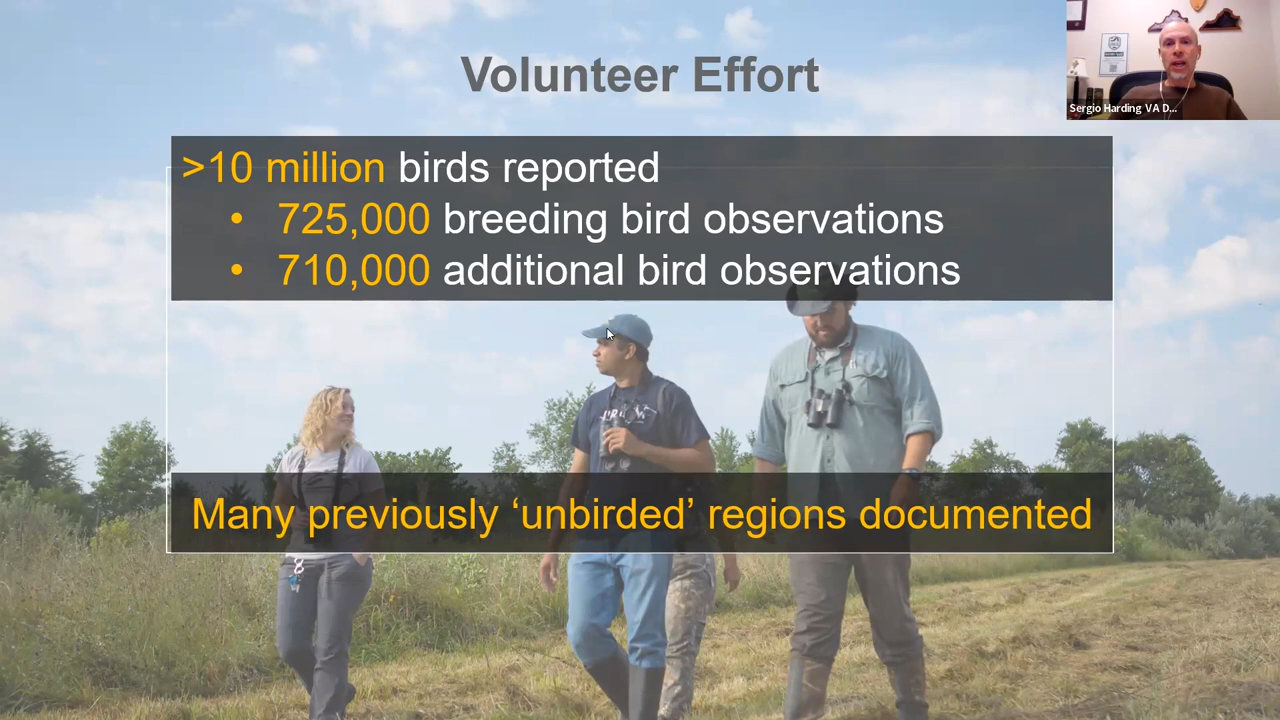 Volunteer Effort
Sergio Harding VA D...
>10 million birds reported
• 725,000 breeding bird observations
• 710,000 additional bird observations
Many previously ‘unbirded’ regions documented